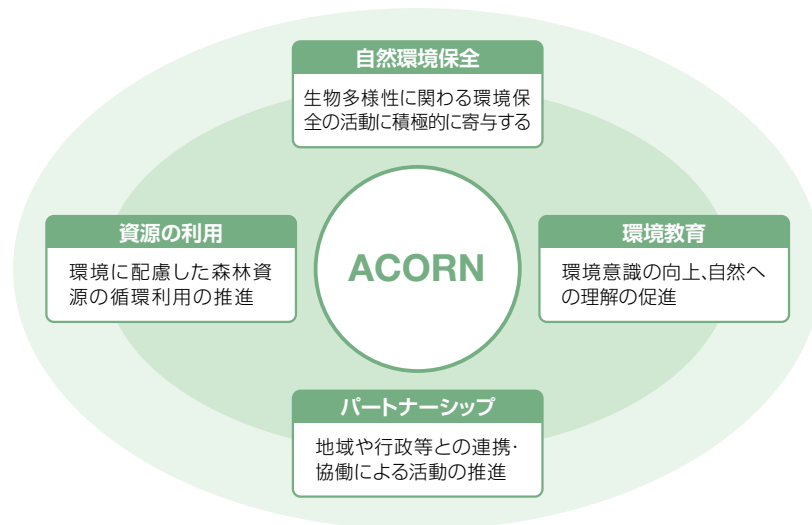 自然環境保全
生物多様性に関わる環境保
全の活動に積極的に寄与する
資源の利用
環境に配慮した森林資
源の循環利用の推進
ACORN
環境教育
環境意識の向上、自然へ
の理解の促進
パートナーシップ
地域や行政等との連携・
協働による活動の推進